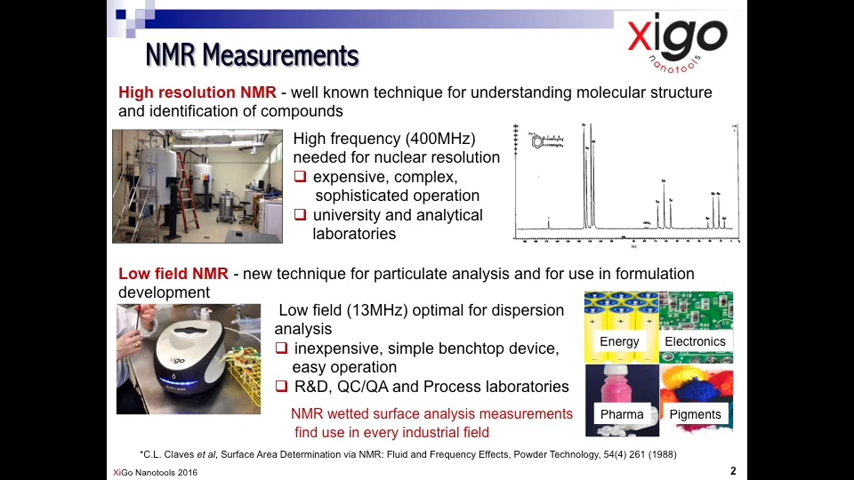 NMR Measurements
xigo
nanotools
High resolution NMR - well known technique for understanding molecular structure
and identification of compounds
High frequency (400MHz)
needed for nuclear resolution
expensive, complex,
sophisticated operation
university and analytical
laboratories
Low field NMR - new technique for particulate analysis and for use in formulation
development
Low field (13MHz) optimal for dispersion
analysis
inexpensive, simple benchtop device,
easy operation
R&D, QC/QA and Process laboratories
xigo
Energy
Electronics
Pharma
Pigments
NMR wetted surface analysis measurements
find use in every industrial field
*C.L. Claves et al, Surface Area Determination via NMR: Fluid and Frequency Effects, Powder Technology, 54(4) 261 (1988)
XiGo Nanotools 2016
2